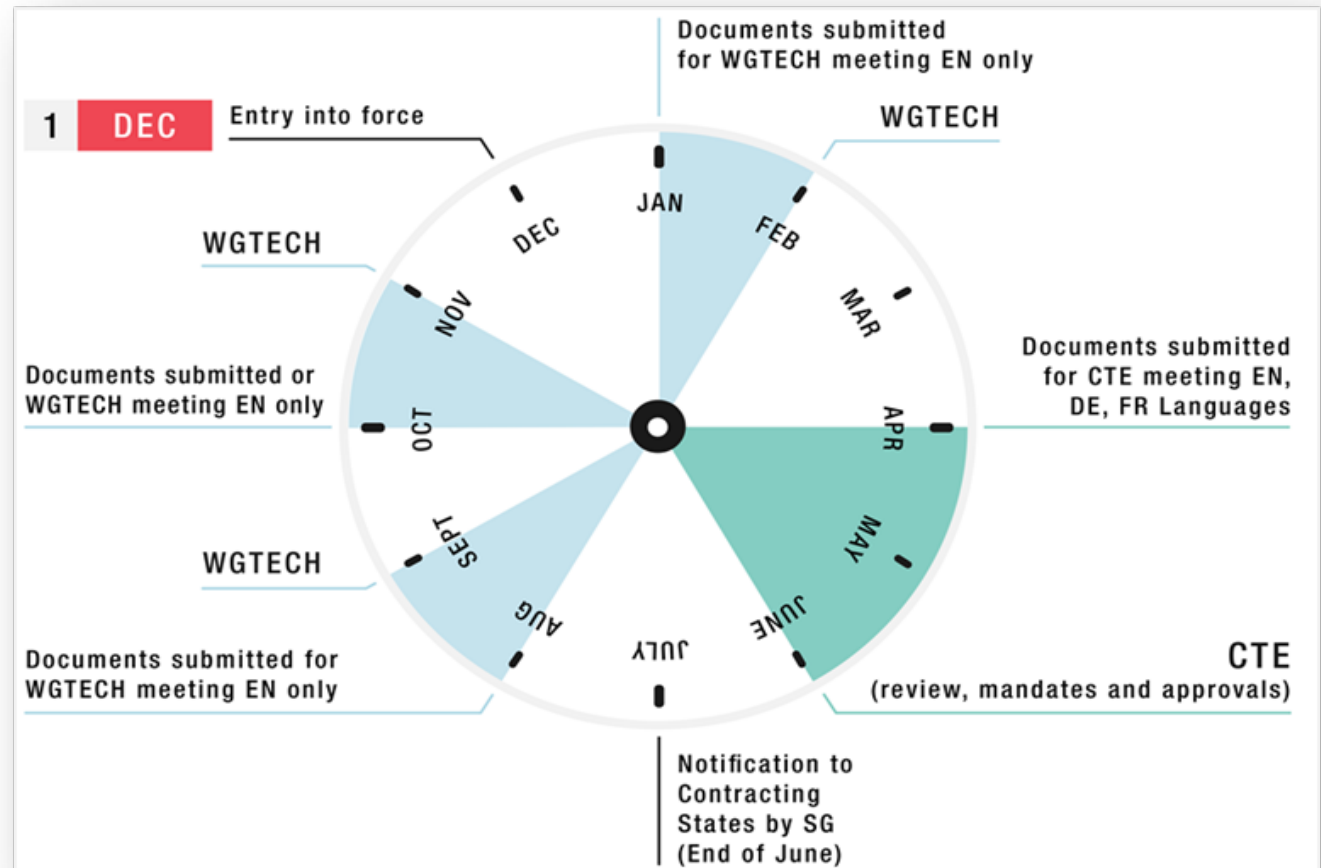 Documents submitted
for WGTECH meeting EN only
1 DEC
Entry into force
WGTECH
WGTECH
JAN
FEB
MAR
APR
MAY
JUNE
JULY
AUG
SEPT
OCT
NOV
DEC
Documents submitted
for CTE meeting EN,
DE, FR Languages
Documents submitted or
WGTECH meeting EN only
WGTECH
Documents submitted for
WGTECH meeting EN only
CTE
(review, mandates and approvals)
Notification to
Contracting
States by SG
(End of June)